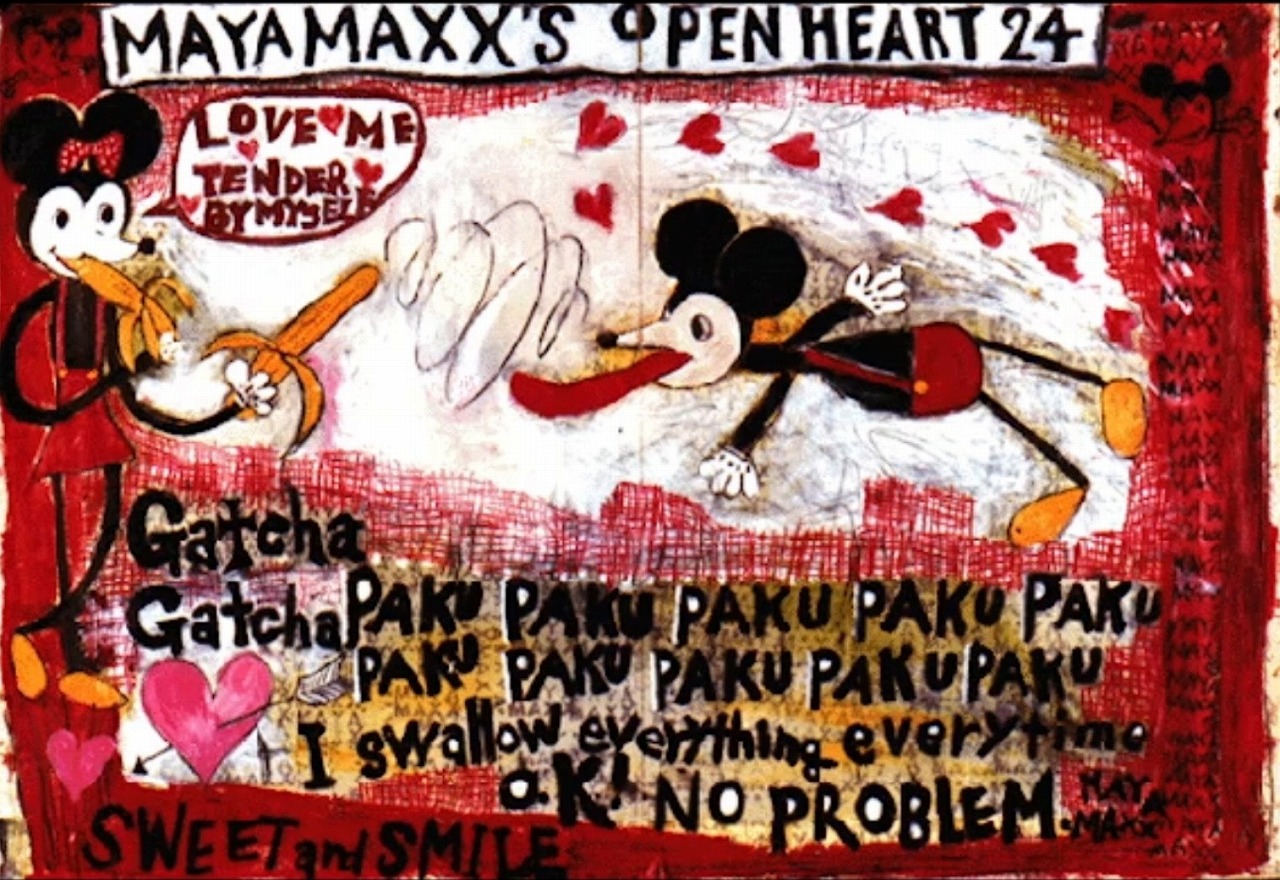 MAYA MAXX'S OPEN HEART 24
LOVE ME
TENDER
BY MYSELF
Gatcha
Gatcha PAKU PAKU PAKU PAKU PAKU
PAKU PAKU PAKU PAKU PAKU
I swallow everything everytime
O.K! NO PROBLEM.
MAYA
MAXX
SWEET and SMILE